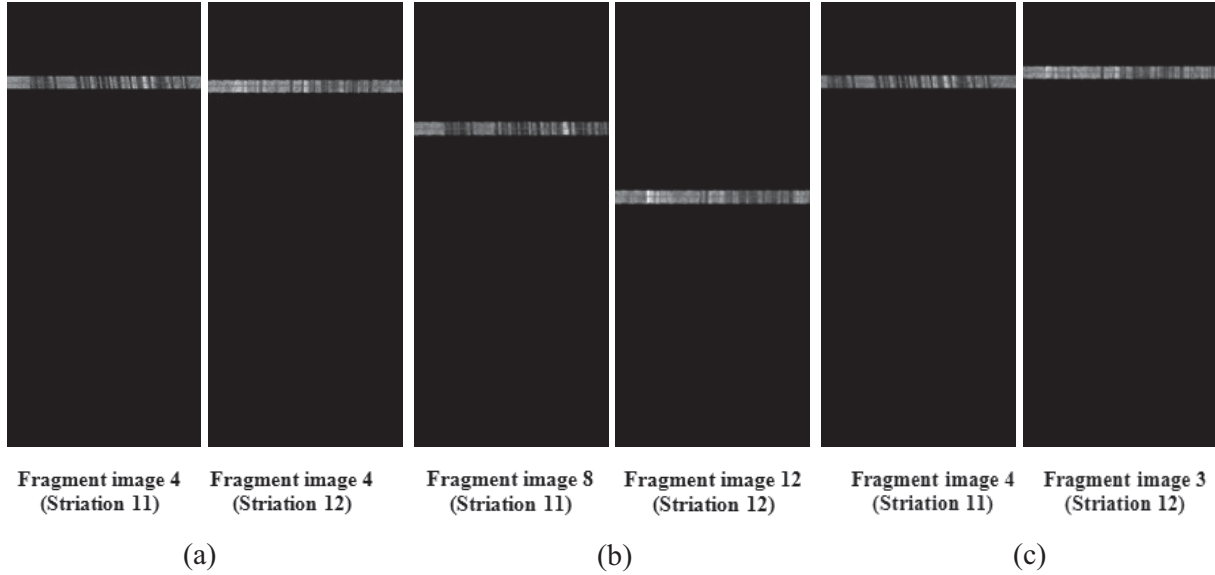 Fragment image 4
(Striation 11)
Fragment image 4
(Striation 12)
Fragment image 8
(Striation 11)
Fragment image 12
(Striation 12)
Fragment image 4
(Striation 11)
Fragment image 3
(Striation 12)
(a)
(b)
(c)